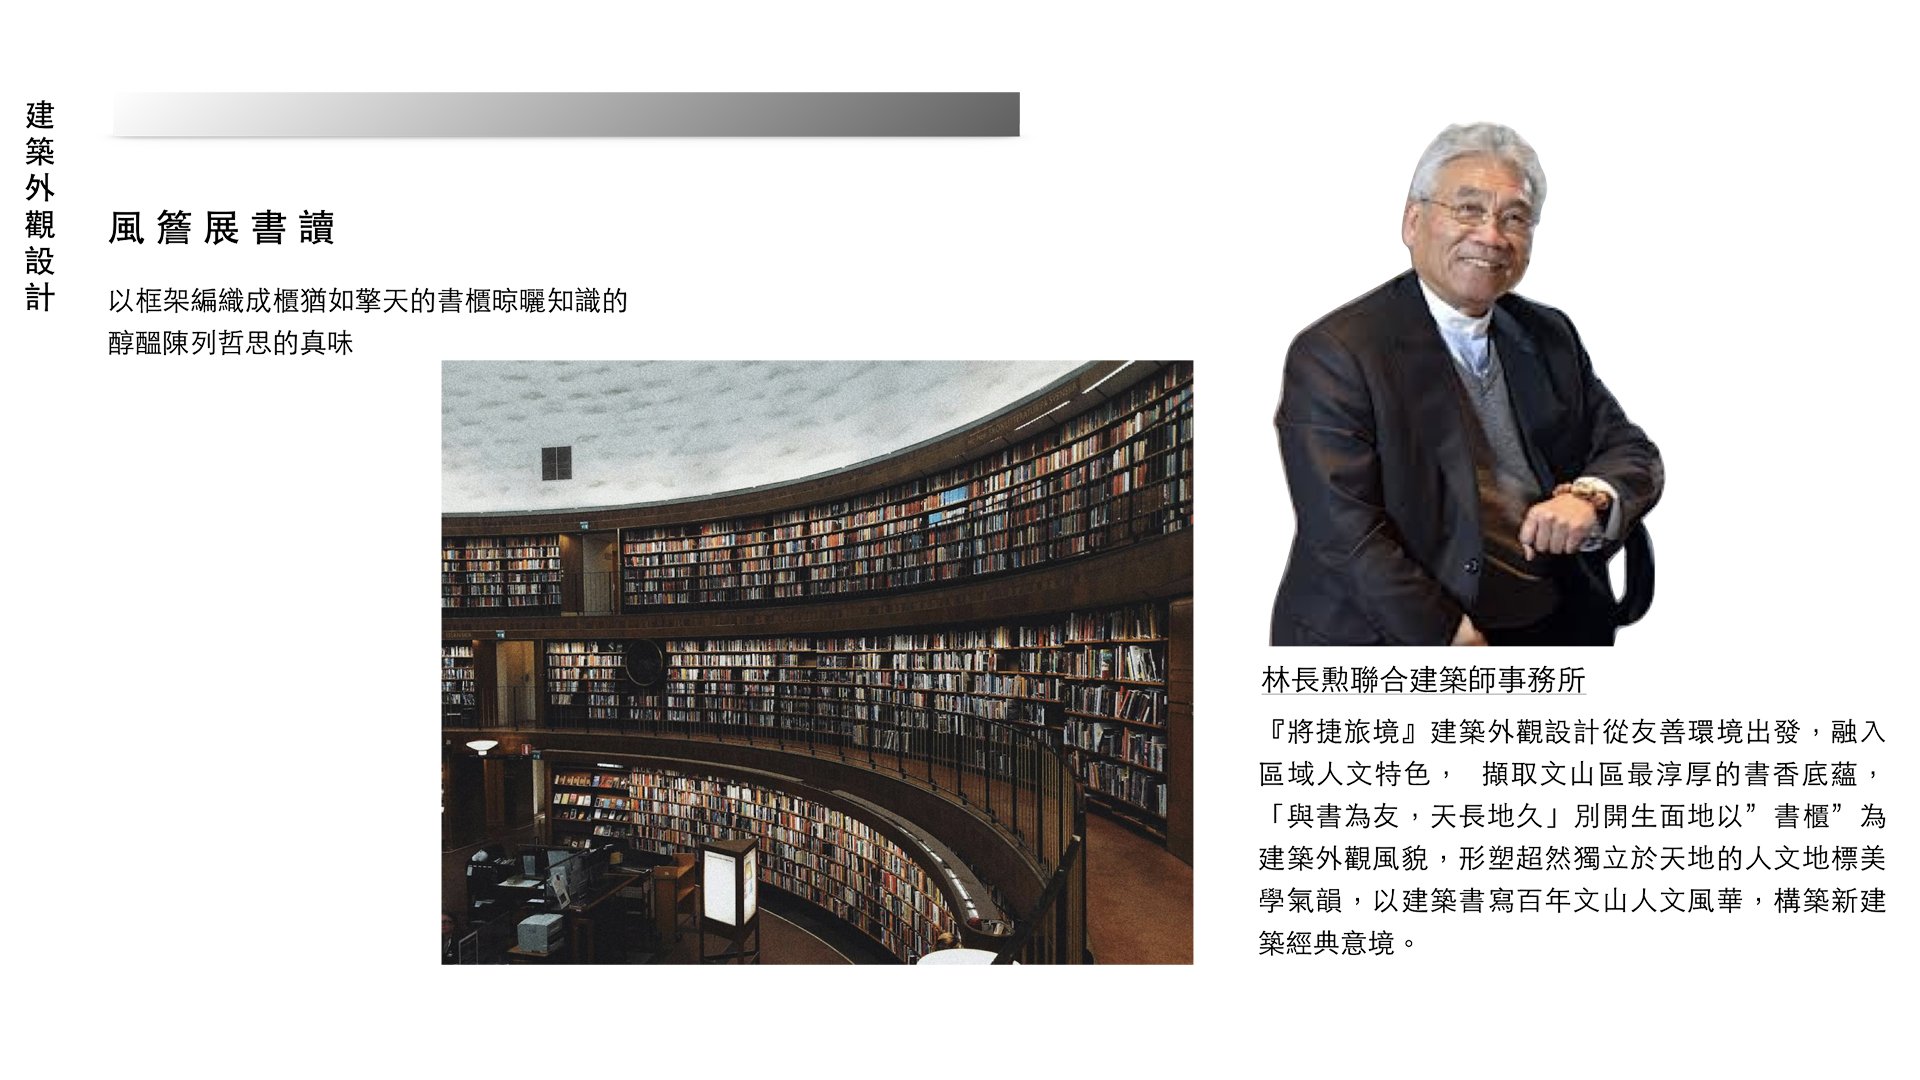 建築外觀設計
風簷展書讀
以框架編織成櫃猶如擎天的書櫃晾曬知識的
醇醞陳列哲思的真味
林長勲聯合建築師事務所
『將捷旅境』建築外觀設計從友善環境出發，融入
區域人文特色， 擷取文山區最淳厚的書香底蘊，
「與書為友，天長地久」別開生面地以”書櫃”為
建築外觀風貌，形塑超然獨立於天地的人文地標美
學氣韻，以建築書寫百年文山人文風華，構築新建
築經典意境。